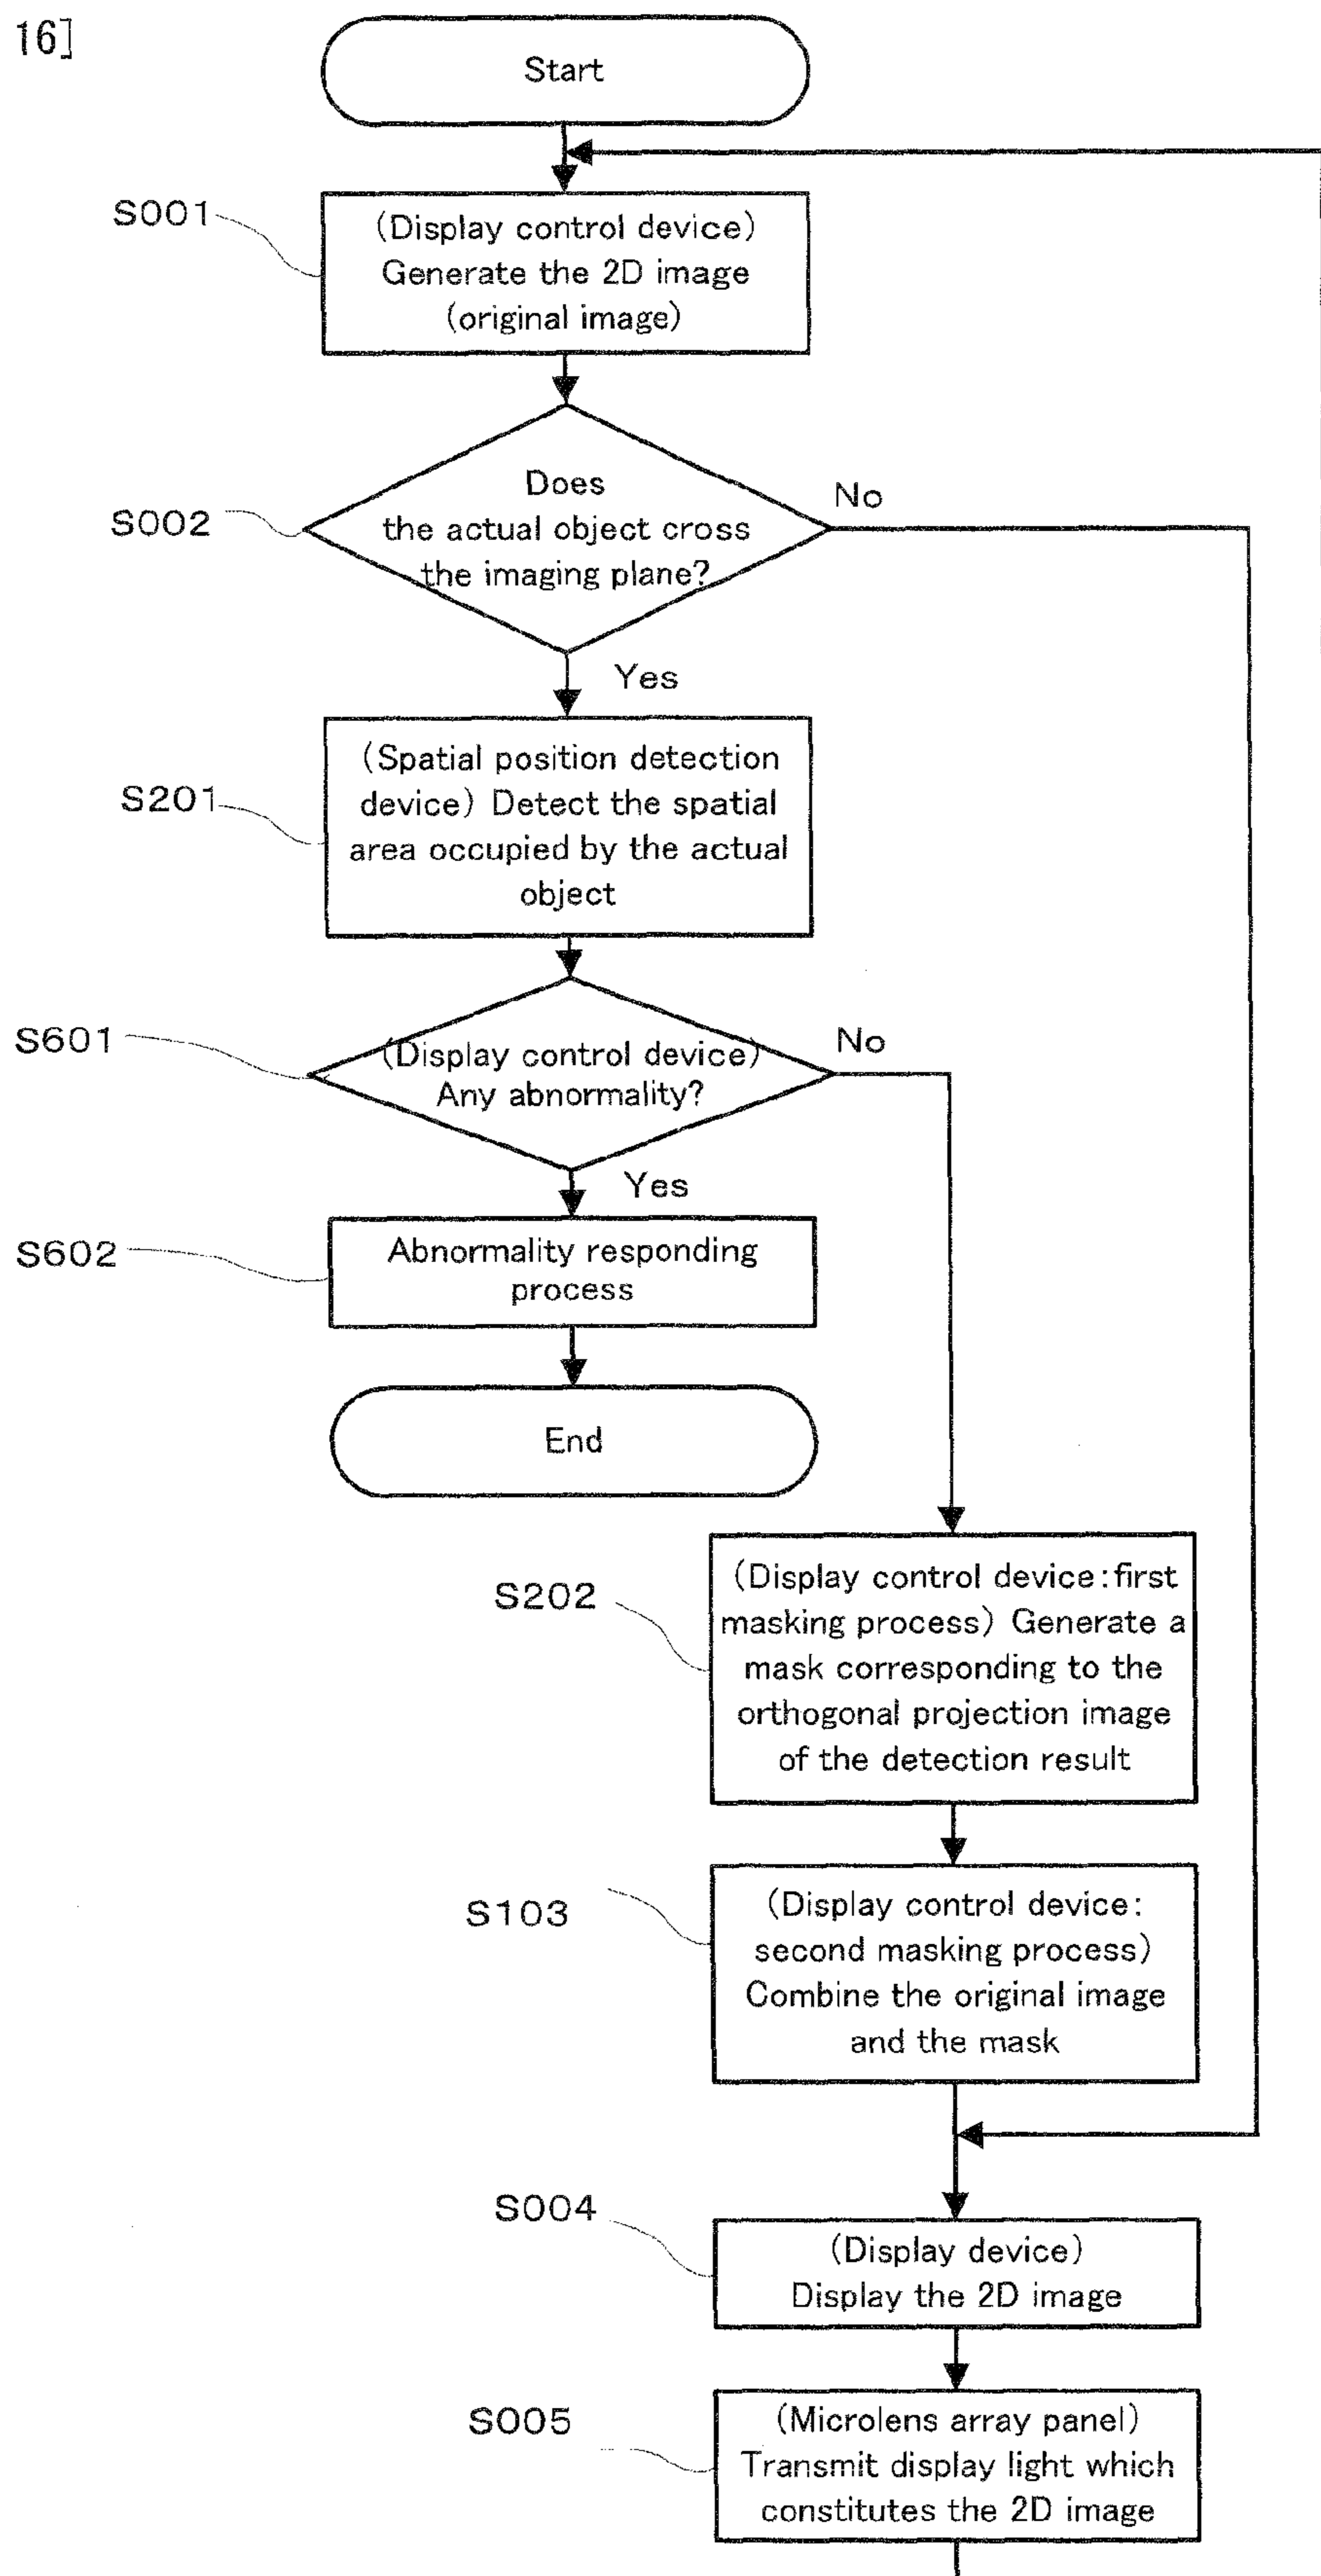 16]
Start
S001
(Display control device)
Generate the 2D image
(original image)
S002
Does
the actual object cross
the imaging plane?
No
Yes
S201
(Spatial position detection
device) Detect the spatial
area occupied by the actual
object
S601
(Display control device)
Any abnormality?
No
Yes
S602
Abnormality responding
process
End
S202
(Display control device:first
masking process) Generate a
mask corresponding to the
orthogonal projection image
of the detection result
S103
(Display control device:
second masking process)
Combine the original image
and the mask
S004
(Display device)
Display the 2D image
S005
(Microlens array panel)
Transmit display light which
constitutes the 2D image